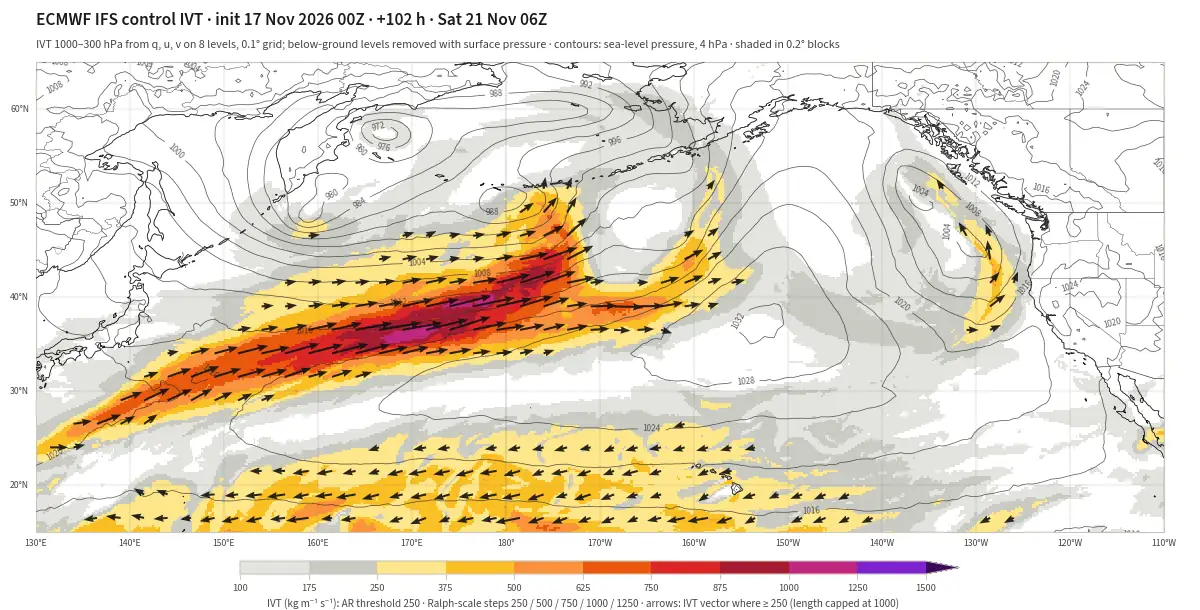 ECMWF IFS control IVT · init 17 Nov 2026 00Z · +102 h · Sat 21 Nov 06Z
IVT 1000–300 hPa from q, u, v on 8 levels, 0.1° grid; below-ground levels removed with surface pressure · contours: sea-level pressure, 4 hPa · shaded in 0.2° blocks
1008
1020
1024
988
992
60°N
972
976
980
996
1000
1012
1016
980
984
1004
50°N
988
1008
1004
1004
1008
1016
1024
40°N
1020
1032
1020
1028
30°N
1024
20°N
1016
130°E
140°E
150°E
160°E
170°E
180°
170°W
160°W
150°W
140°W
130°W
120°W
110°W
100
175
250
375
500
625
750
875
1000
1250
1500
IVT (kg m⁻¹ s⁻¹): AR threshold 250 · Ralph-scale steps 250 / 500 / 750 / 1000 / 1250 · arrows: IVT vector where ≥ 250 (length capped at 1000)